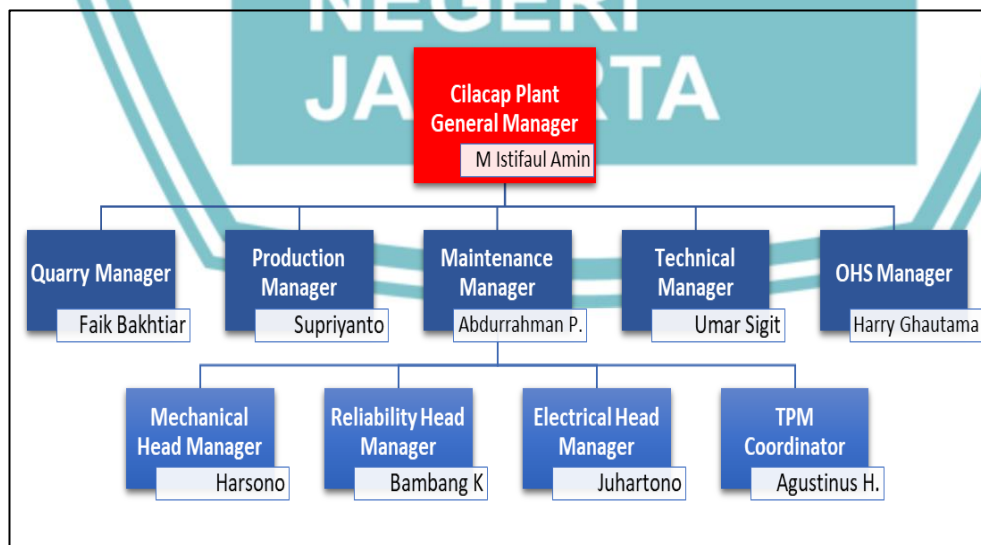 NEGERI
JAKARTA
Cilacap Plant
General Manager
M Istifaul Amin
Quarry Manager
Faik Bakhtiar
Production
Manager
Supriyanto
Maintenance
Manager
Abdurrahman P.
Technical
Manager
Umar Sigit
OHS Manager
Harry Ghautama
Mechanical
Head Manager
Harsono
Reliability Head
Manager
Bambang K
Electrical Head
Manager
Juhartono
TPM
Coordinator
Agustinus H.